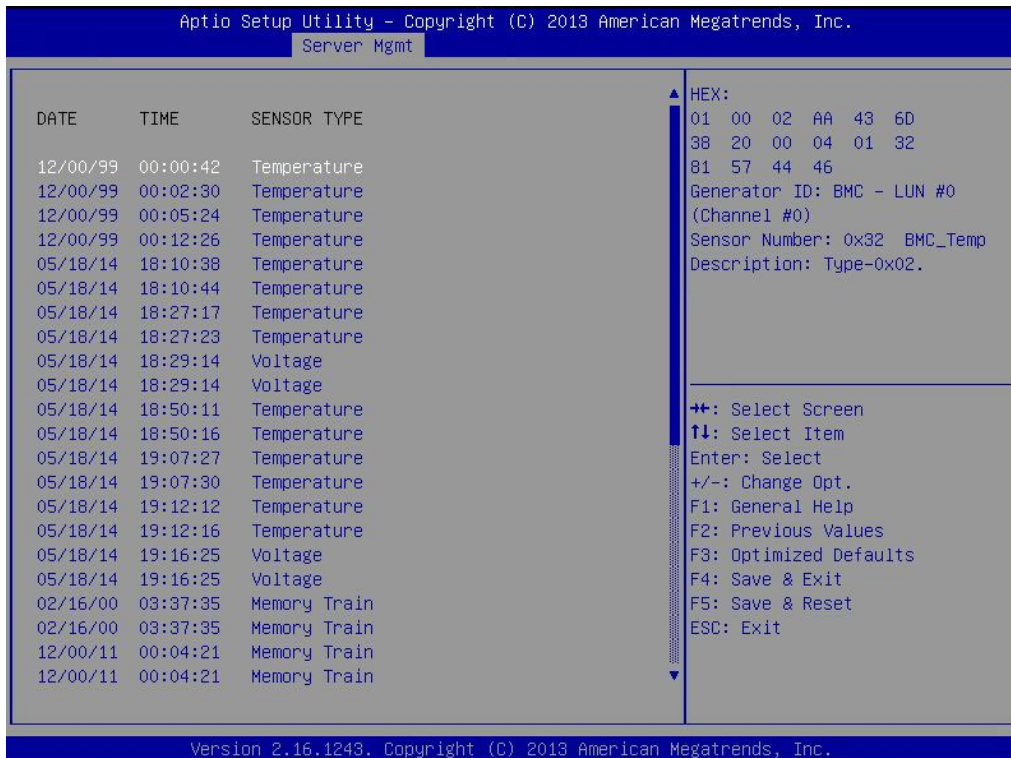 Aptio Setup Utility – Copyright (C) 2013 American Megatrends, Inc.
Server Mgmt
DATE TIME SENSOR TYPE
12/00/99 00:00:42 Temperature
12/00/99 00:02:30 Temperature
12/00/99 00:05:24 Temperature
12/00/99 00:12:26 Temperature
05/18/14 18:10:38 Temperature
05/18/14 18:10:44 Temperature
05/18/14 18:27:17 Temperature
05/18/14 18:27:23 Temperature
05/18/14 18:29:14 Voltage
05/18/14 18:29:14 Voltage
05/18/14 18:50:11 Temperature
05/18/14 18:50:16 Temperature
05/18/14 19:07:27 Temperature
05/18/14 19:07:30 Temperature
05/18/14 19:12:12 Temperature
05/18/14 19:12:16 Temperature
05/18/14 19:16:25 Voltage
05/18/14 19:16:25 Voltage
02/16/00 03:37:35 Memory Train
02/16/00 03:37:35 Memory Train
12/00/11 00:04:21 Memory Train
12/00/11 00:04:21 Memory Train
HEX:
01 00 02 AA 43 6D
38 20 00 04 01 32
81 57 44 46
Generator ID: BMC – LUN #0
(Channel #0)
Sensor Number: 0x32 BMC_Temp
Description: Type-0x02.
→←: Select Screen
↑↓: Select Item
Enter: Select
+/-: Change Opt.
F1: General Help
F2: Previous Values
F3: Optimized Defaults
F4: Save & Exit
F5: Save & Reset
ESC: Exit
Version 2.16.1243. Copyright (C) 2013 American Megatrends, Inc.